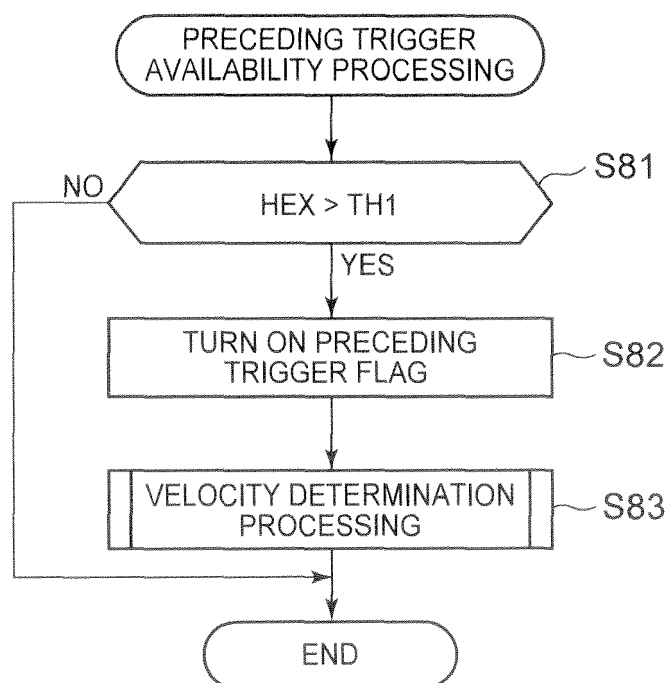 PRECEDING TRIGGER
AVAILABILITY PROCESSING
S81
NO
HEX > TH1
YES
TURN ON PRECEDING
TRIGGER FLAG
S82
VELOCITY DETERMINATION
PROCESSING
S83
END